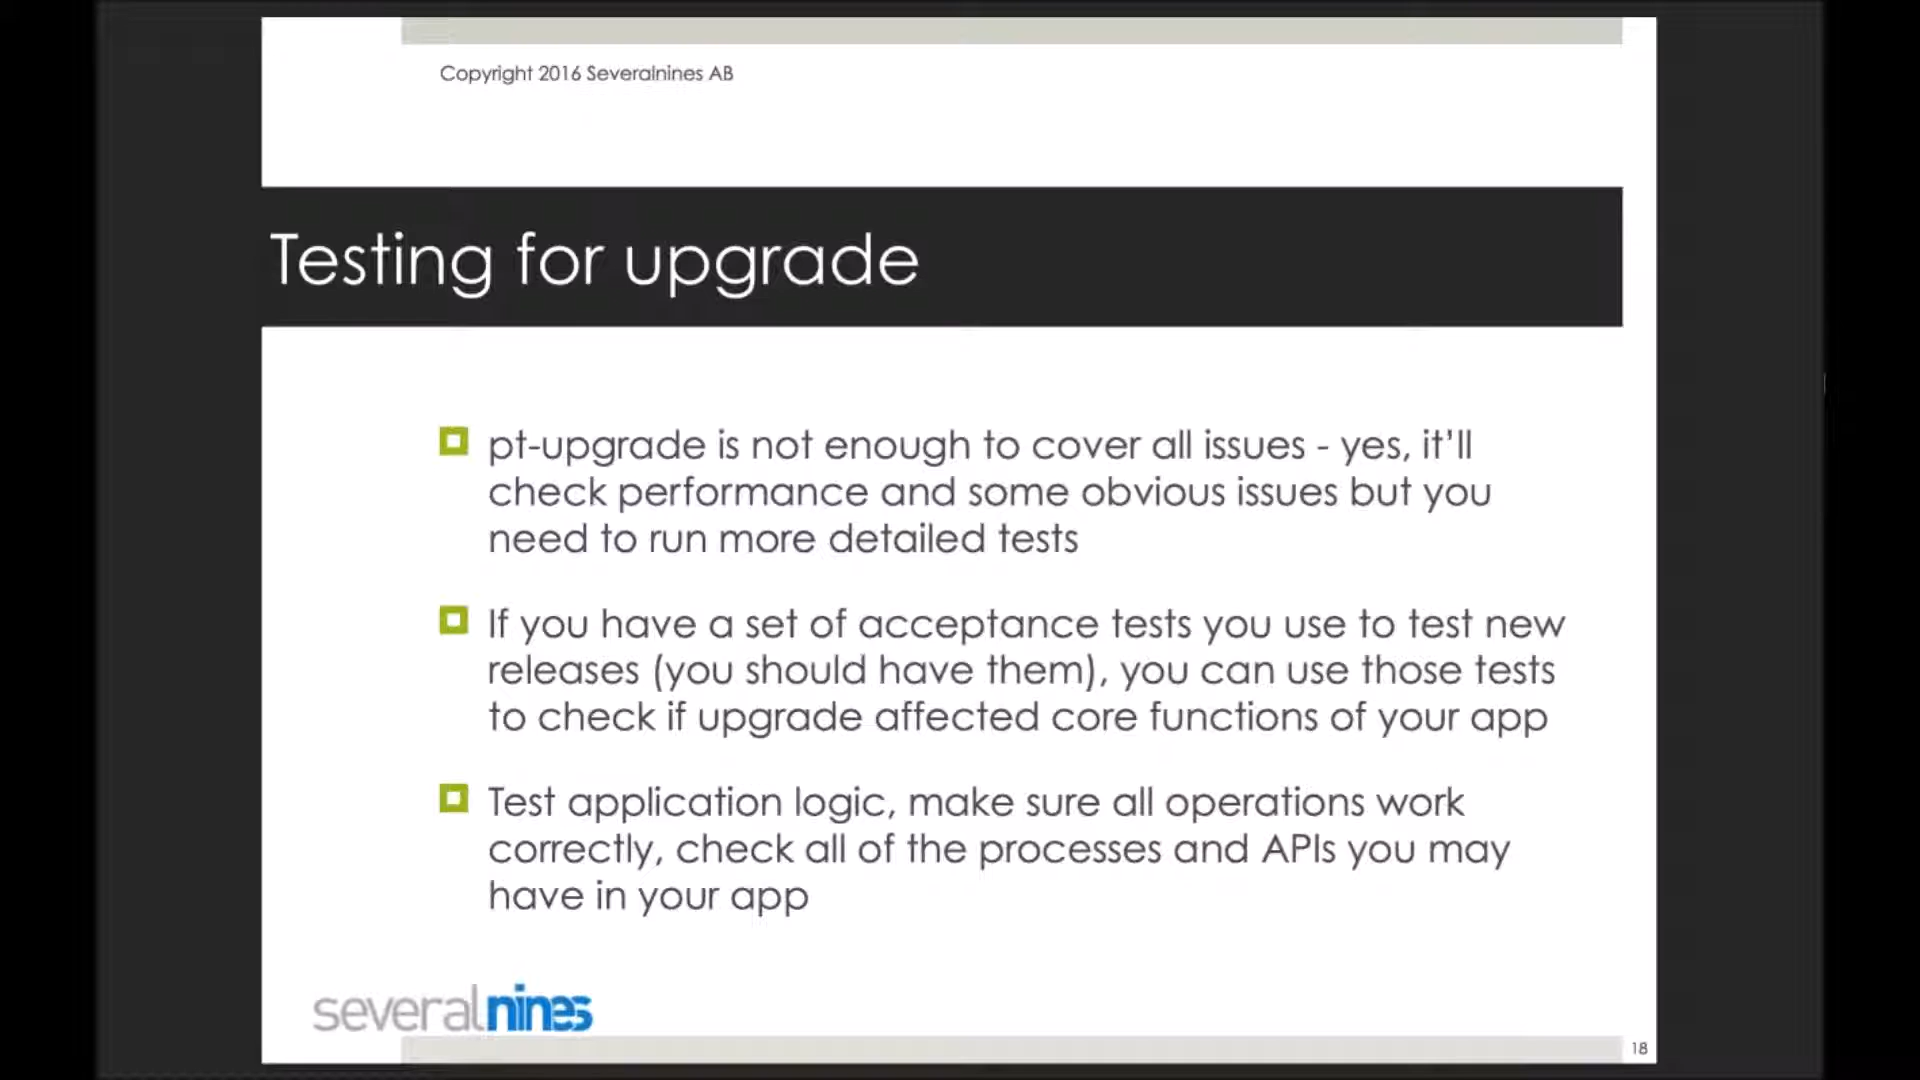 Copyright 2016 Severalnines AB
Testing for upgrade
pt-upgrade is not enough to cover all issues - yes, it'll
check performance and some obvious issues but you
need to run more detailed tests
If you have a set of acceptance tests you use to test new
releases (you should have them), you can use those tests
to check if upgrade affected core functions of your app
Test application logic, make sure all operations work
correctly, check all of the processes and APIs you may
have in your app
severalnines
18